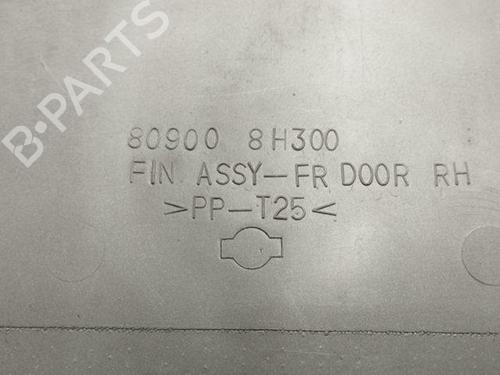 B-PARTS
80900 8H300
FIN ASSY-FR DOOR RH
>PP-T25<